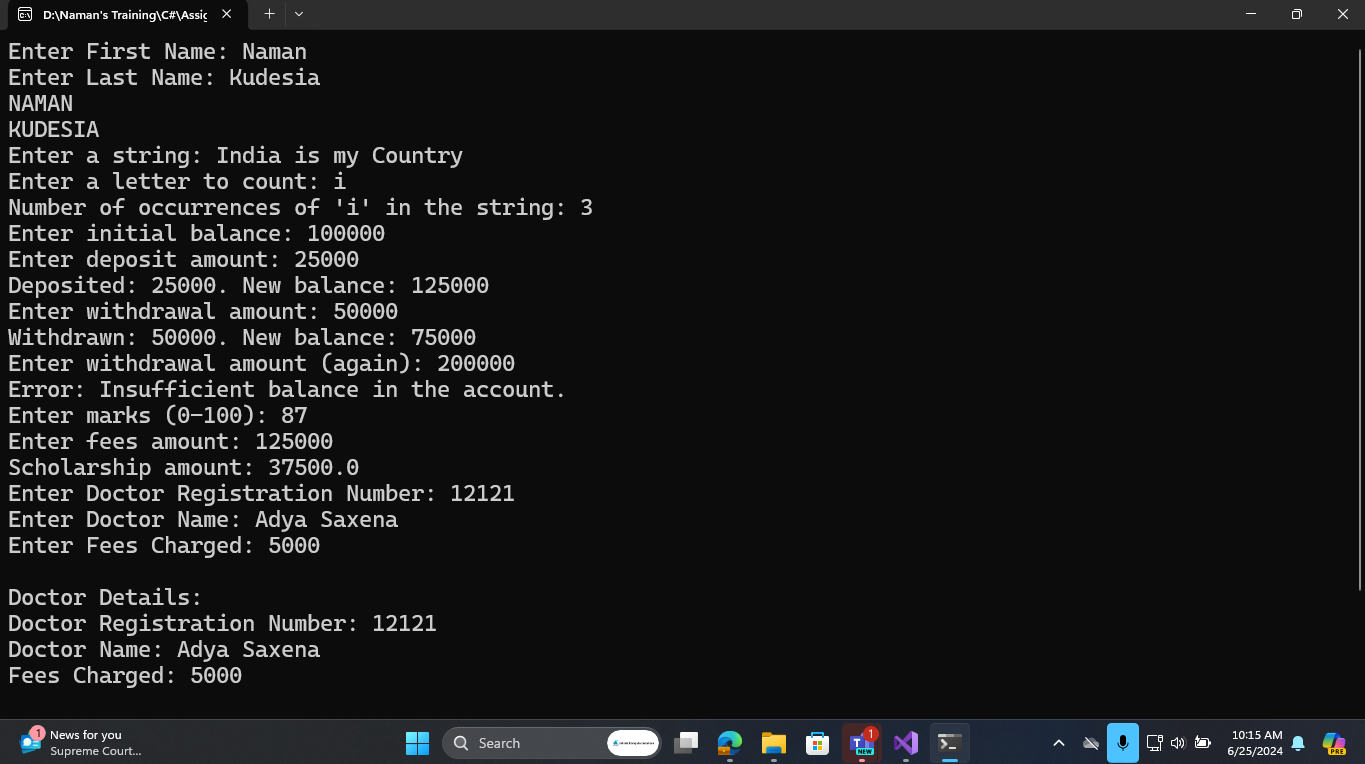 D:\Naman's Training\C#\Assig
Enter First Name: Naman
Enter Last Name: Kudesia
NAMAN
KUDESIA
Enter a string: India is my Country
Enter a letter to count: i
Number of occurrences of 'i' in the string: 3
Enter initial balance: 100000
Enter deposit amount: 25000
Deposited: 25000. New balance: 125000
Enter withdrawal amount: 50000
Withdrawn: 50000. New balance: 75000
Enter withdrawal amount (again): 200000
Error: Insufficient balance in the account.
Enter marks (0-100): 87
Enter fees amount: 125000
Scholarship amount: 37500.0
Enter Doctor Registration Number: 12121
Enter Doctor Name: Adya Saxena
Enter Fees Charged: 5000
Doctor Details:
Doctor Registration Number: 12121
Doctor Name: Adya Saxena
Fees Charged: 5000
1
News for you
Supreme Court...
Search
1
NEW
10:15 AM
6/25/2024
PRE